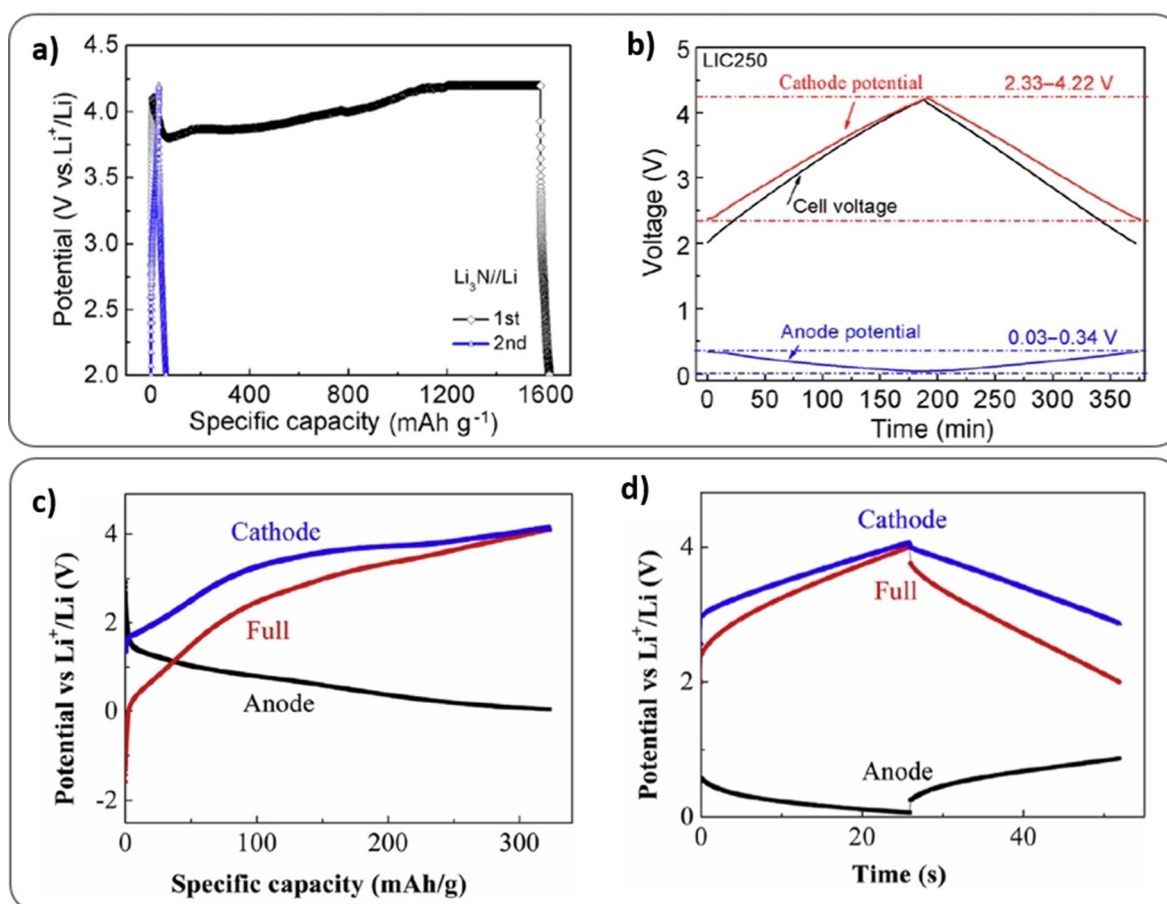 a)
4.5
4.0
3.5
3.0
2.5
2.0
Potential (V vs.Li⁺/Li)
Li₃N//Li
1st
2nd
0 400 800 1200 1600
Specific capacity (mAh g⁻¹)
b)
5
4
3
2
1
0
Voltage (V)
LIC250
Cathode potential
2.33–4.22 V
Cell voltage
Anode potential
0.03–0.34 V
0 50 100 150 200 250 300 350
Time (min)
c)
4
2
0
-2
Potential vs Li⁺/Li (V)
Cathode
Full
Anode
0 100 200 300
Specific capacity (mAh/g)
d)
4
2
0
Potential vs Li⁺/Li (V)
Cathode
Full
Anode
0 20 40
Time (s)